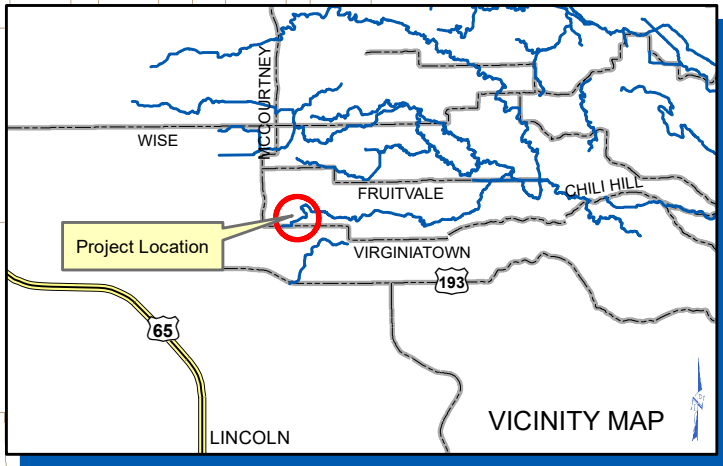 MCCOURTNEY
WISE
FRUITVALE
CHILI HILL
Project Location
VIRGINIATOWN
193
65
LINCOLN
VICINITY MAP